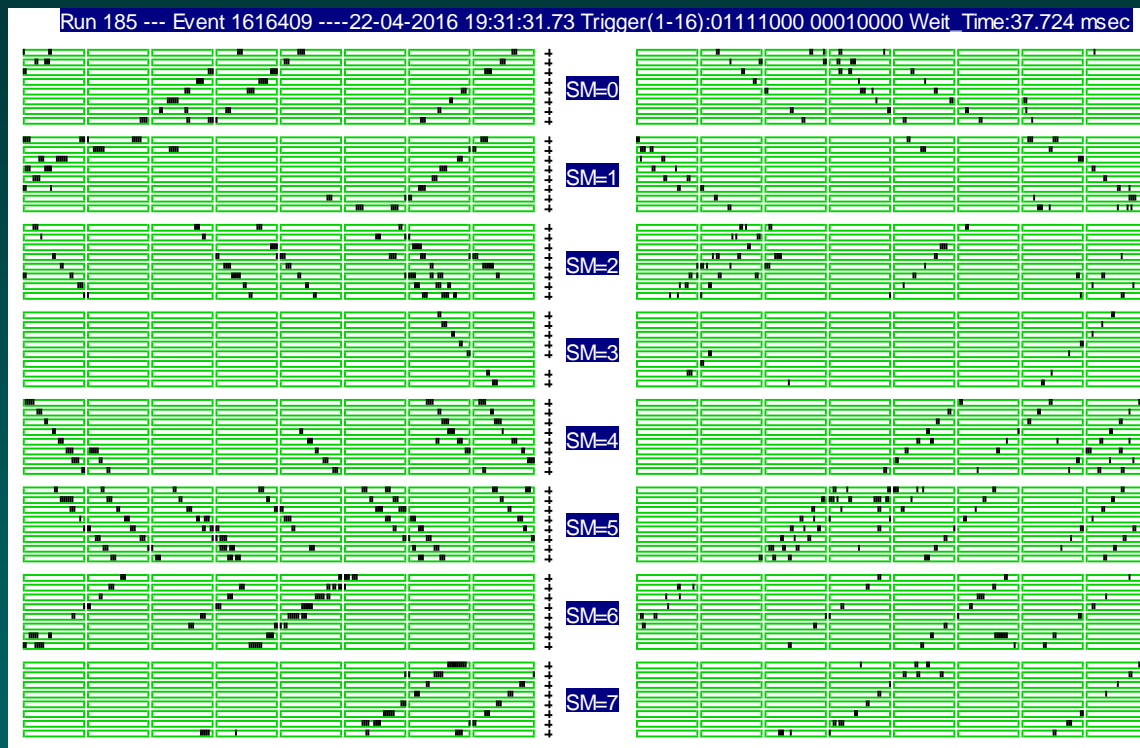 Run 185 --- Event 1616409 ----22-04-2016 19:31:31.73 Trigger(1-16):01111000 00010000 Weit_Time:37.724 msec
SM=0
SM=1
SM=2
SM=3
SM=4
SM=5
SM=6
SM=7